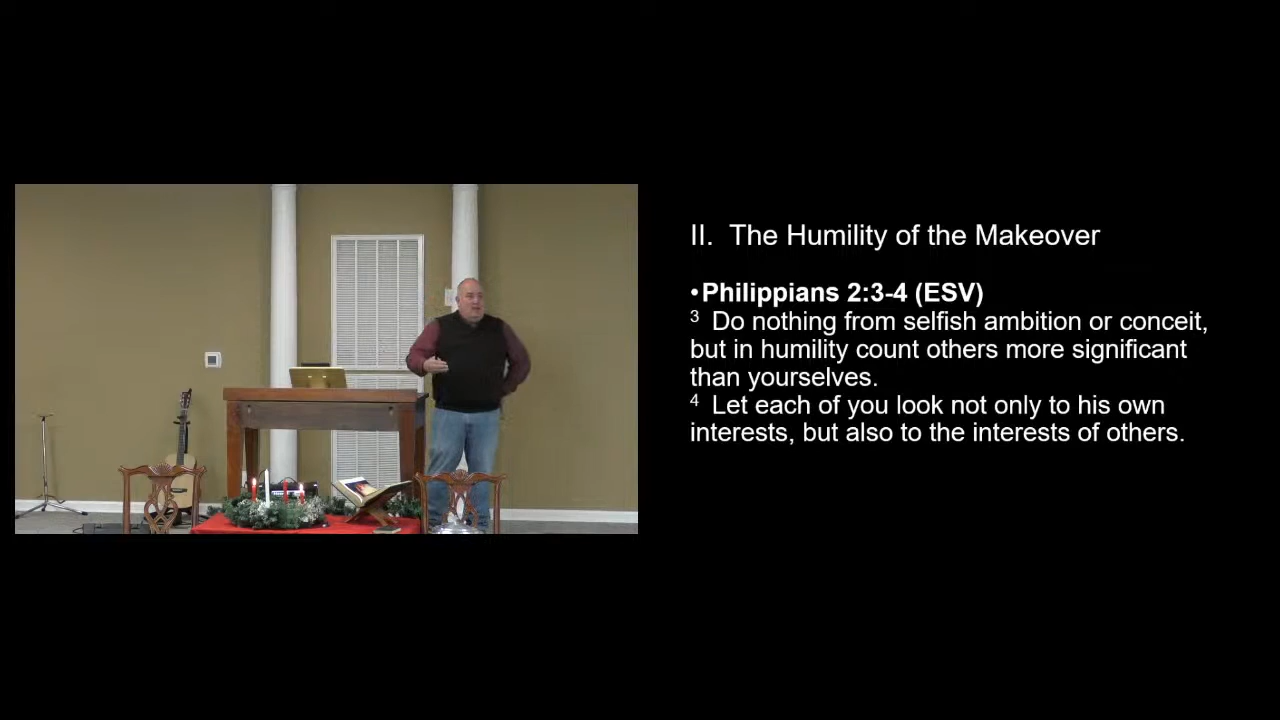 II. The Humility of the Makeover
•Philippians 2:3-4 (ESV)
3 Do nothing from selfish ambition or conceit,
but in humility count others more significant
than yourselves.
4 Let each of you look not only to his own
interests, but also to the interests of others.